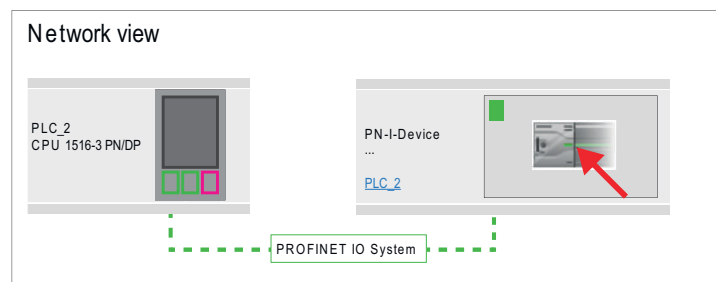 Network view
PLC_2
CPU 1516-3 PN/DP
PN-I-Device
...
PLC_2
PROFINET IO System